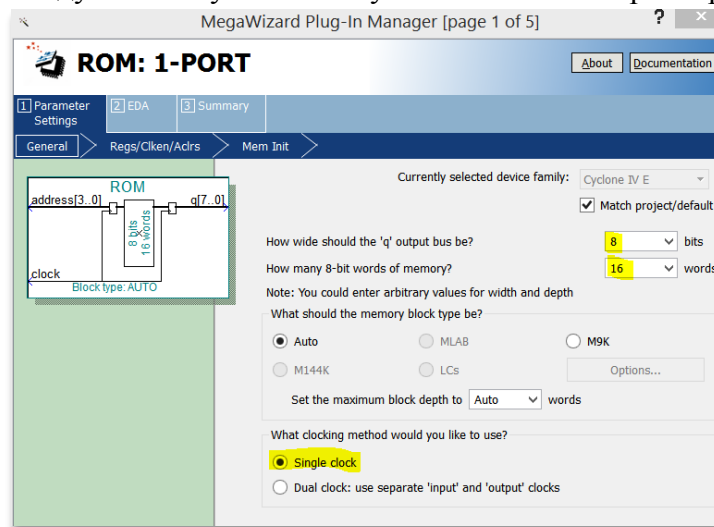 MegaWizard Plug-In Manager [page 1 of 5]
? ×
ROM: 1-PORT
About Documentation
1 Parameter Settings 2 EDA 3 Summary
General Regs/Clken/Aclrs Mem Init
Currently selected device family: Cyclone IV E
Match project/default
ROM
address[3..0] q[7..0]
8 bits
16 words
clock
Block type: AUTO
How wide should the 'q' output bus be? 8 bits
How many 8-bit words of memory? 16 words
Note: You could enter arbitrary values for width and depth
What should the memory block type be?
Auto MLAB M9K
M144K LCs Options...
Set the maximum block depth to Auto words
What clocking method would you like to use?
Single clock
Dual clock: use separate 'input' and 'output' clocks